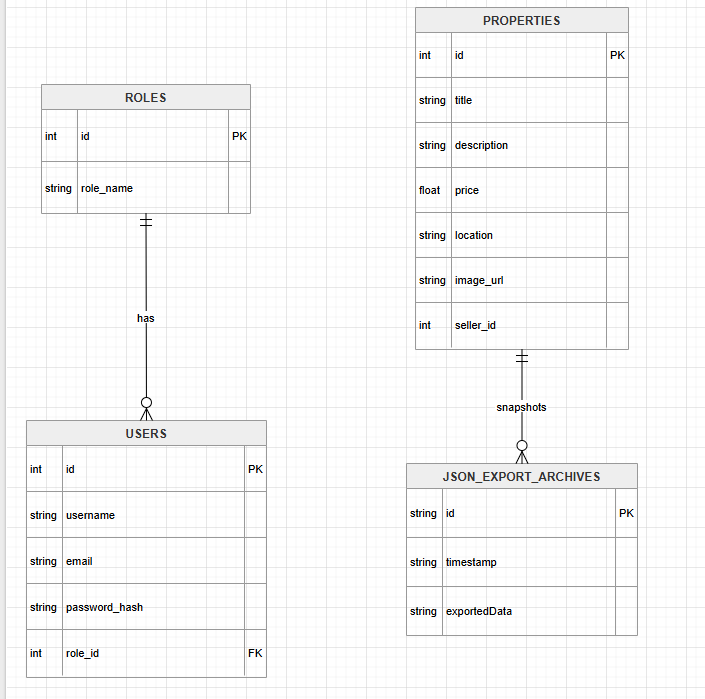 ROLES
int id PK
string role_name
has
USERS
int id PK
string username
string email
string password_hash
int role_id FK
PROPERTIES
int id PK
string title
string description
float price
string location
string image_url
int seller_id
snapshots
JSON_EXPORT_ARCHIVES
string id PK
string timestamp
string exportedData